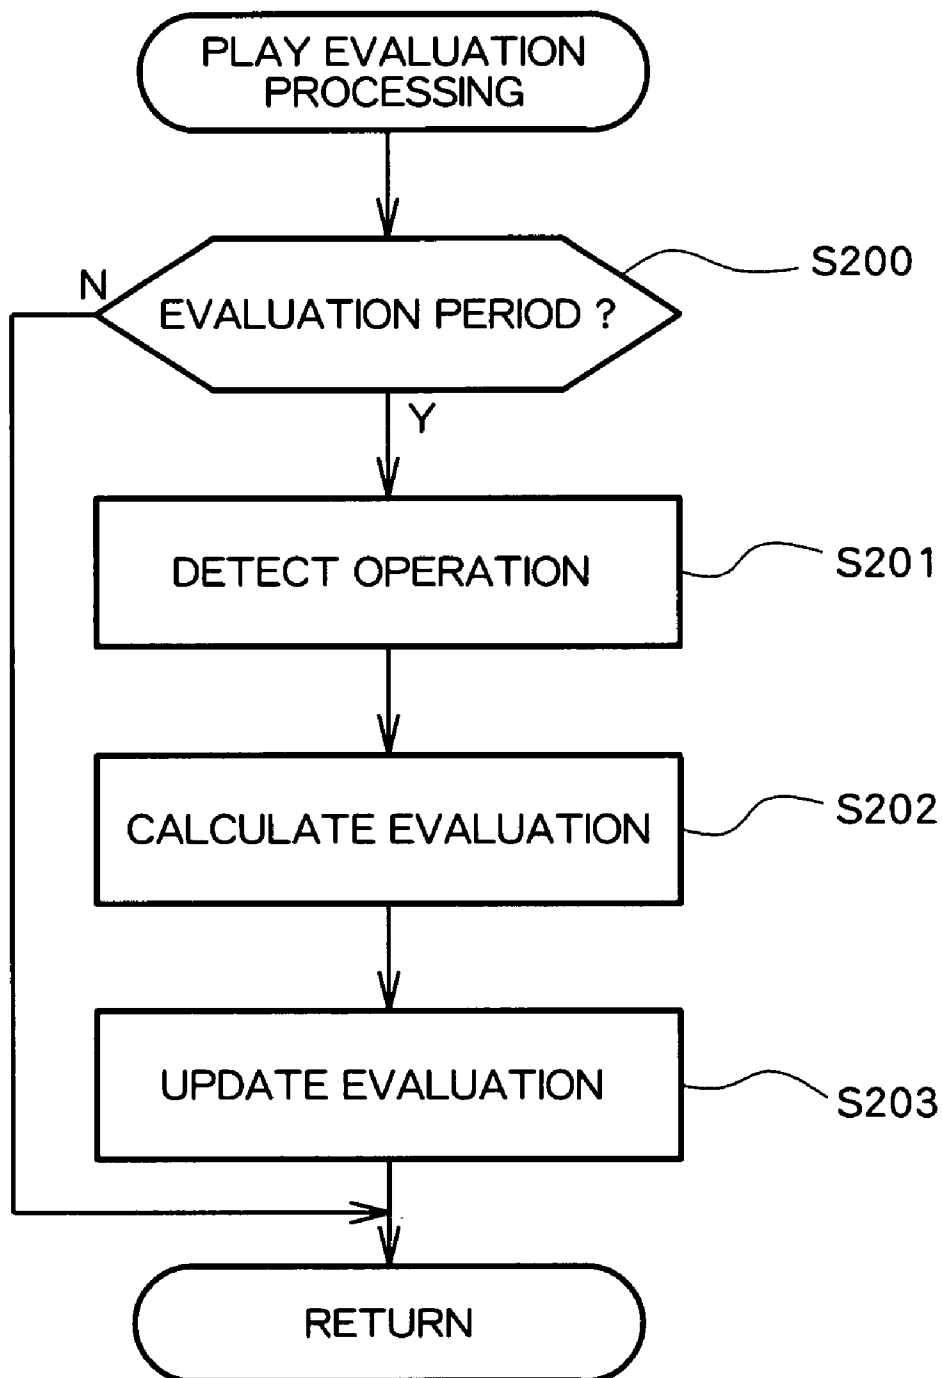 PLAY EVALUATION
PROCESSING
S200
N
EVALUATION PERIOD ?
Y
DETECT OPERATION
S201
CALCULATE EVALUATION
S202
UPDATE EVALUATION
S203
RETURN